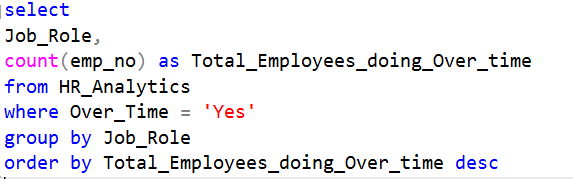 select
Job_Role,
count(emp_no) as Total_Employees_doing_Over_time
from HR_Analytics
where Over_Time = 'Yes'
group by Job_Role
order by Total_Employees_doing_Over_time desc